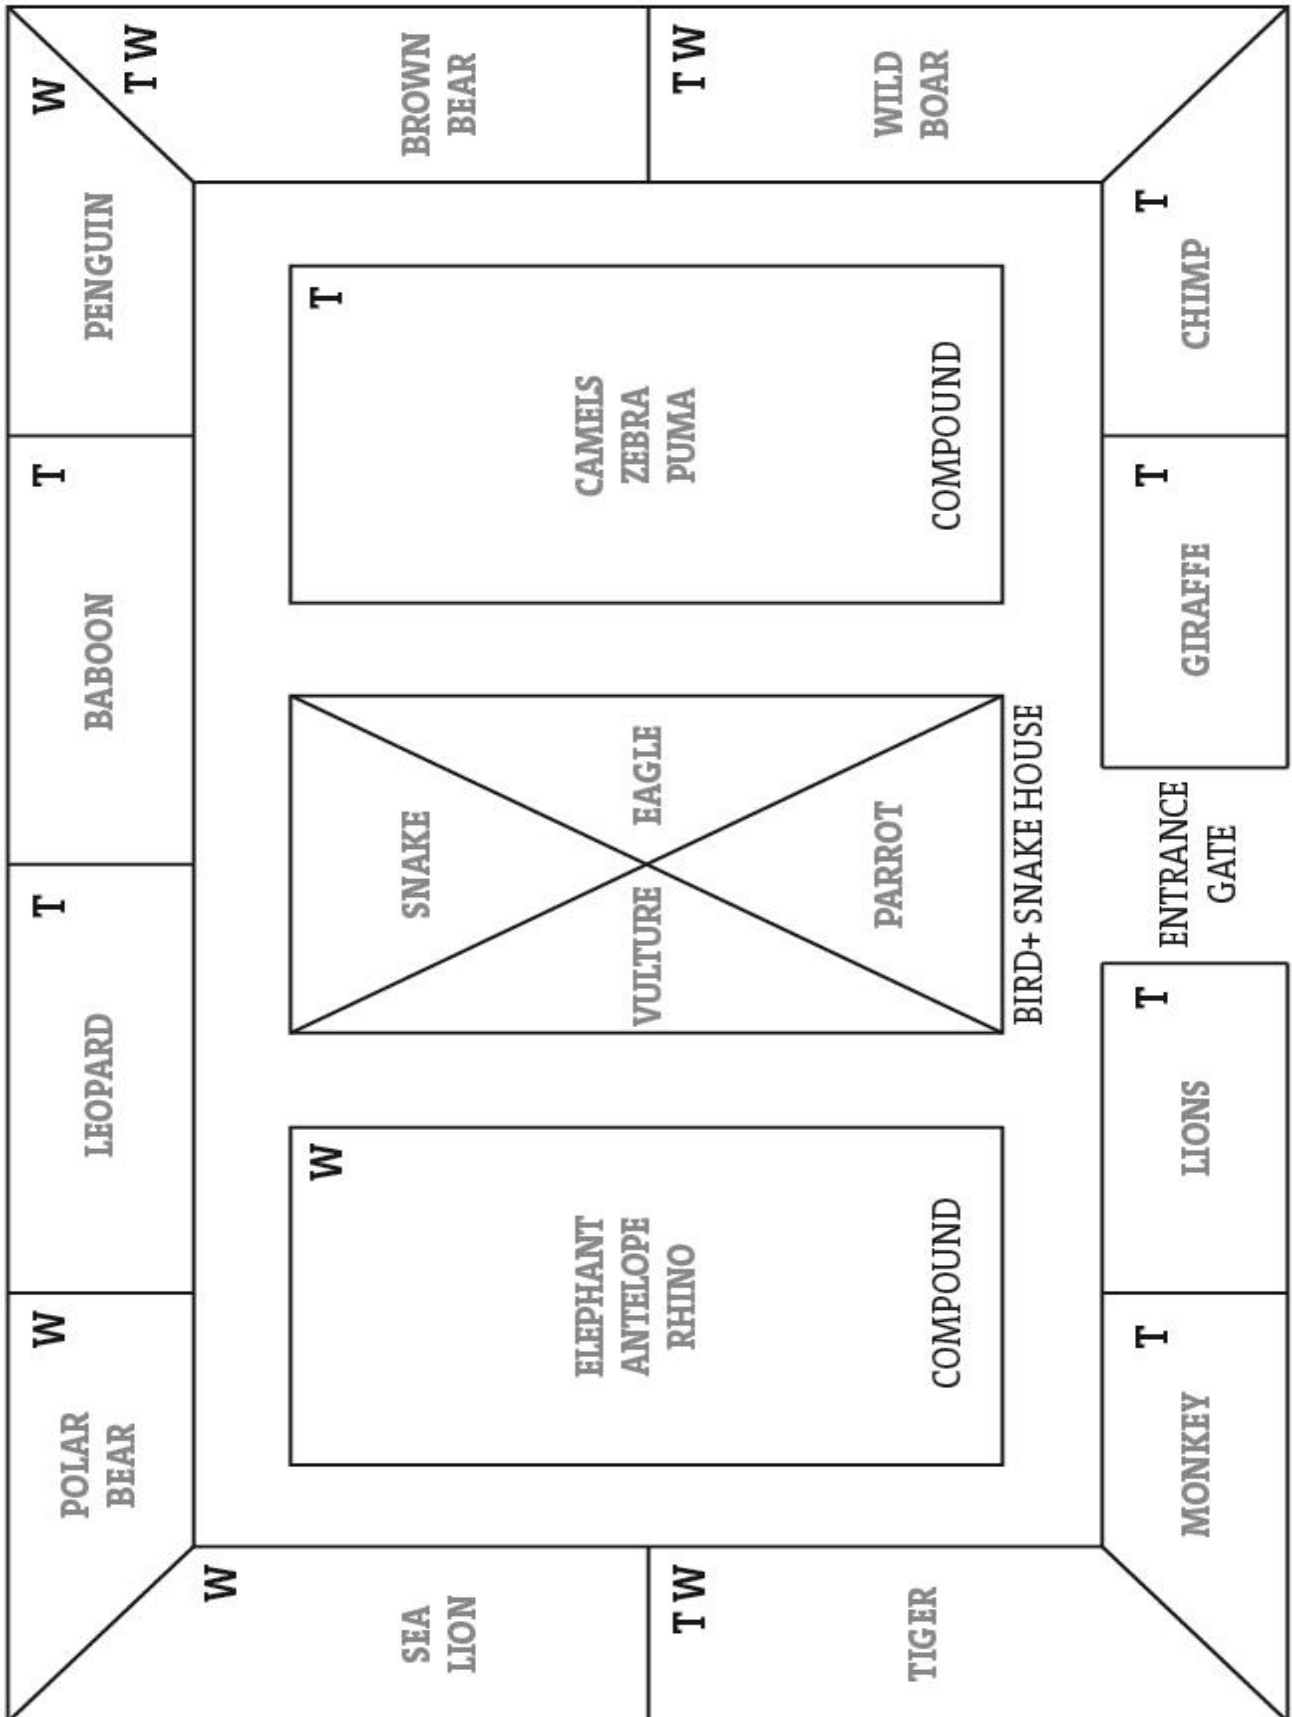 POLAR
BEAR
W
LEOPARD
T
BABOON
T
PENGUIN
W
W
SEA
LION
W
ELEPHANT
ANTELOPE
RHINO
COMPOUND
SNAKE
VULTURE
EAGLE
PARROT
BIRD+ SNAKE HOUSE
T
CAMELS
ZEBRA
PUMA
COMPOUND
T W
BROWN
BEAR
T W
TIGER
T W
WILD
BOAR
T
MONKEY
T
LIONS
ENTRANCE
GATE
T
GIRAFFE
T
CHIMP